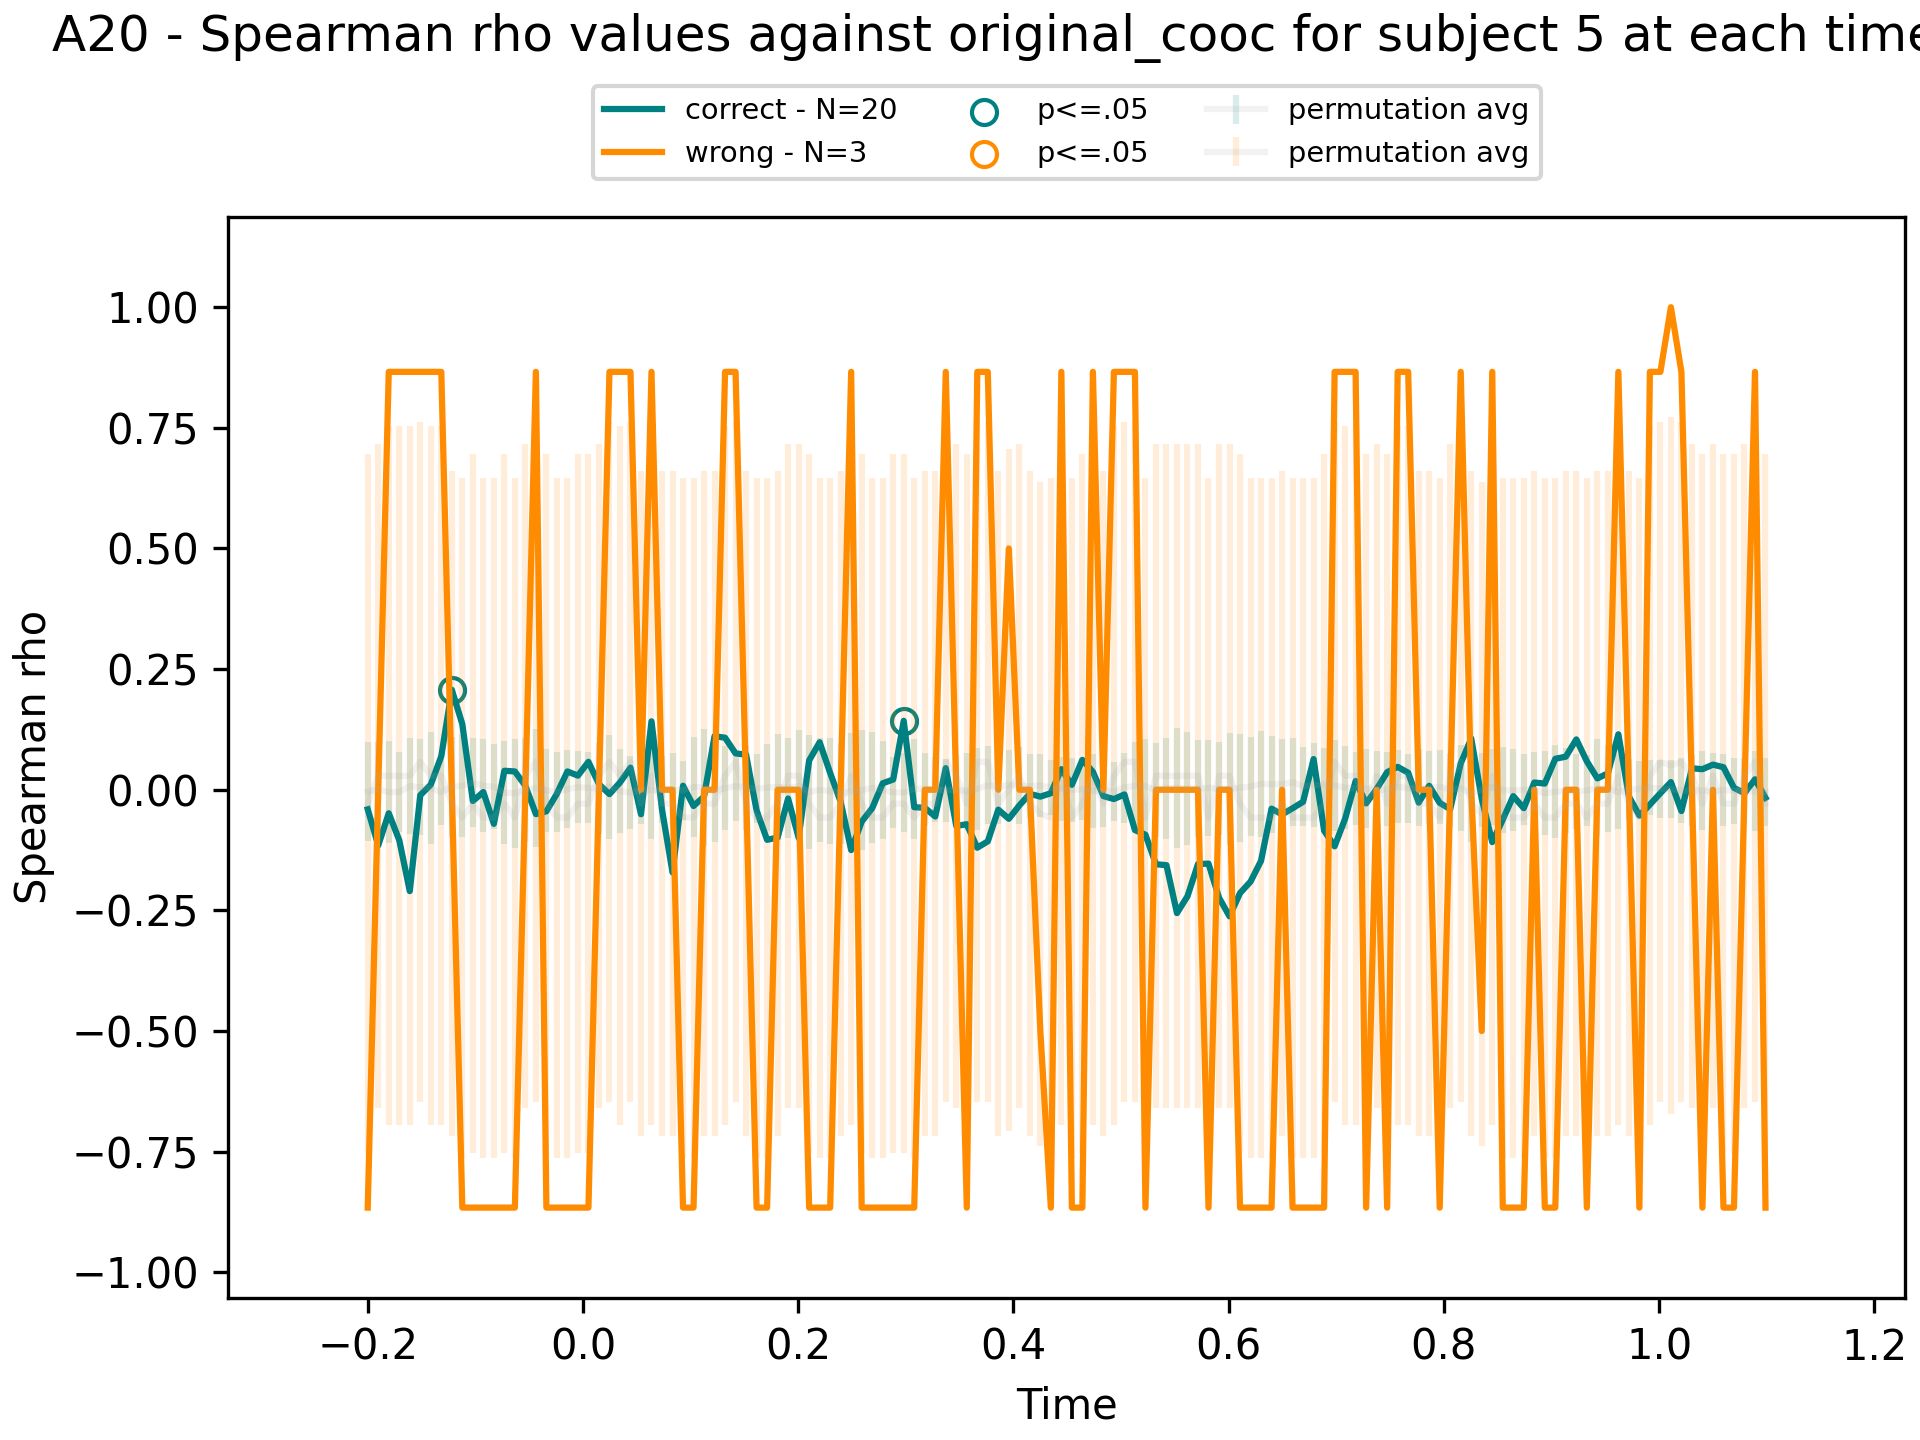 A20 - Spearman rho values against original_cooc for subject 5 at each time
correct - N=20
wrong - N=3
p<=.05
p<=.05
permutation avg
permutation avg
Spearman rho
1.00
0.75
0.50
0.25
0.00
−0.25
−0.50
−0.75
−1.00
−0.2
0.0
0.2
0.4
0.6
0.8
1.0
1.2
Time